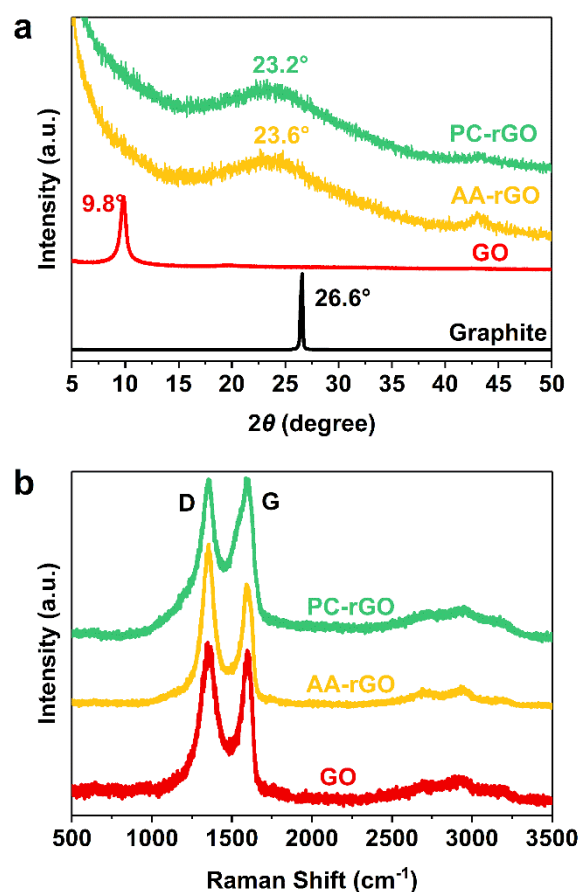 a
23.2°
PC-rGO
23.6°
AA-rGO
9.8°
GO
26.6°
Graphite
Intensity (a.u.)
5 10 15 20 25 30 35 40 45 50
2θ (degree)
b
D G
PC-rGO
AA-rGO
GO
Intensity (a.u.)
500 1000 1500 2000 2500 3000 3500
Raman Shift (cm⁻¹)